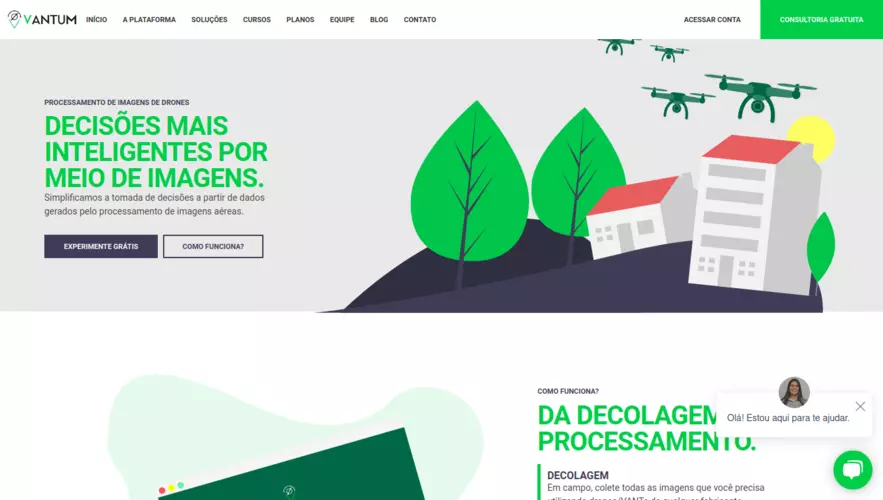 VANTUM
INÍCIO
A PLATAFORMA
SOLUÇÕES
CURSOS
PLANOS
EQUIPE
BLOG
CONTATO
ACESSAR CONTA
CONSULTORIA GRATUITA
PROCESSAMENTO DE IMAGENS DE DRONES
DECISÕES MAIS
INTELIGENTES POR
MEIO DE IMAGENS.
Simplificamos a tomada de decisões a partir de dados
gerados pelo processamento de imagens aéreas.
EXPERIMENTE GRÁTIS
COMO FUNCIONA?
COMO FUNCIONA?
DA DECOLAGEM
PROCESSAMENTO.
Olá! Estou aqui para te ajudar.
DECOLAGEM
Em campo, colete todas as imagens que você precisa